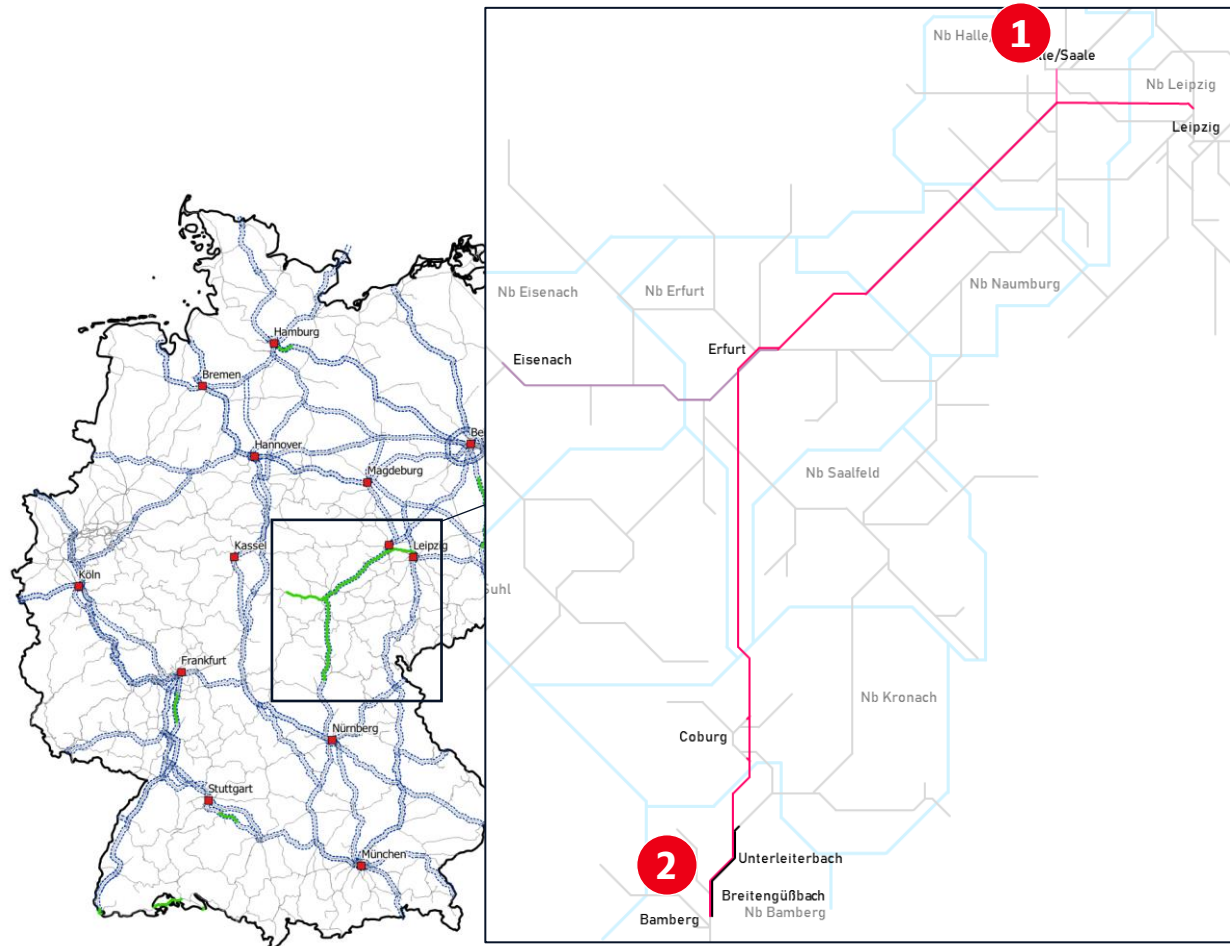 Hamburg
Bremen
Hannover
Magdeburg
Kassel
Leipzig
Köln
Frankfurt
Nürnberg
Stuttgart
München
1
Nb Halle,
lle/Saale
Nb Leipzig
Leipzig
Nb Eisenach
Nb Erfurt
Nb Naumburg
Eisenach
Erfurt
Nb Saalfeld
Suhl
Nb Kronach
Coburg
2
Unterleiterbach
Breitengüßbach
Nb Bamberg
Bamberg